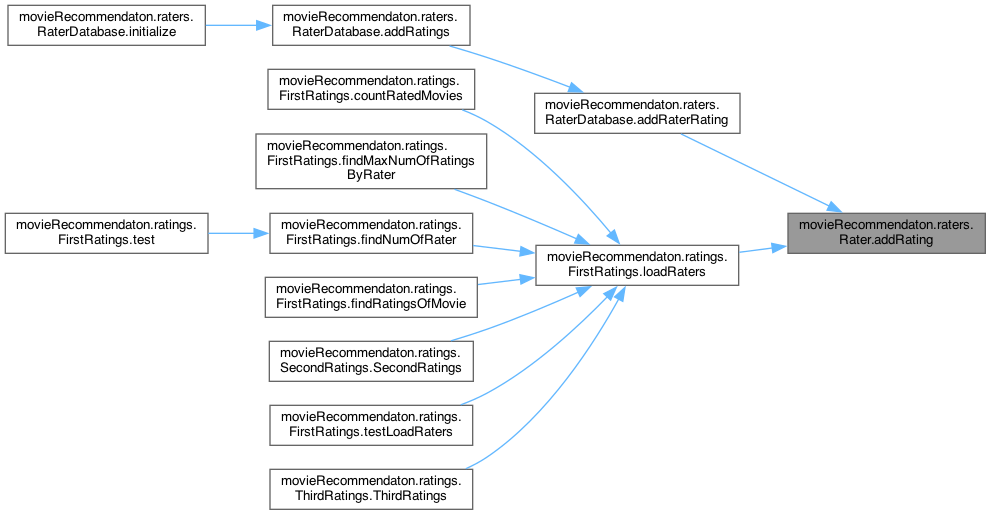 movieRecommendaton.raters.
RaterDatabase.initialize
movieRecommendaton.raters.
RaterDatabase.addRatings
movieRecommendaton.ratings.
FirstRatings.countRatedMovies
movieRecommendaton.raters.
RaterDatabase.addRaterRating
movieRecommendaton.ratings.
FirstRatings.findMaxNumOfRatings
ByRater
movieRecommendaton.ratings.
FirstRatings.test
movieRecommendaton.ratings.
FirstRatings.findNumOfRater
movieRecommendaton.raters.
Rater.addRating
movieRecommendaton.ratings.
FirstRatings.loadRaters
movieRecommendaton.ratings.
FirstRatings.findRatingsOfMovie
movieRecommendaton.ratings.
SecondRatings.SecondRatings
movieRecommendaton.ratings.
FirstRatings.testLoadRaters
movieRecommendaton.ratings.
ThirdRatings.ThirdRatings